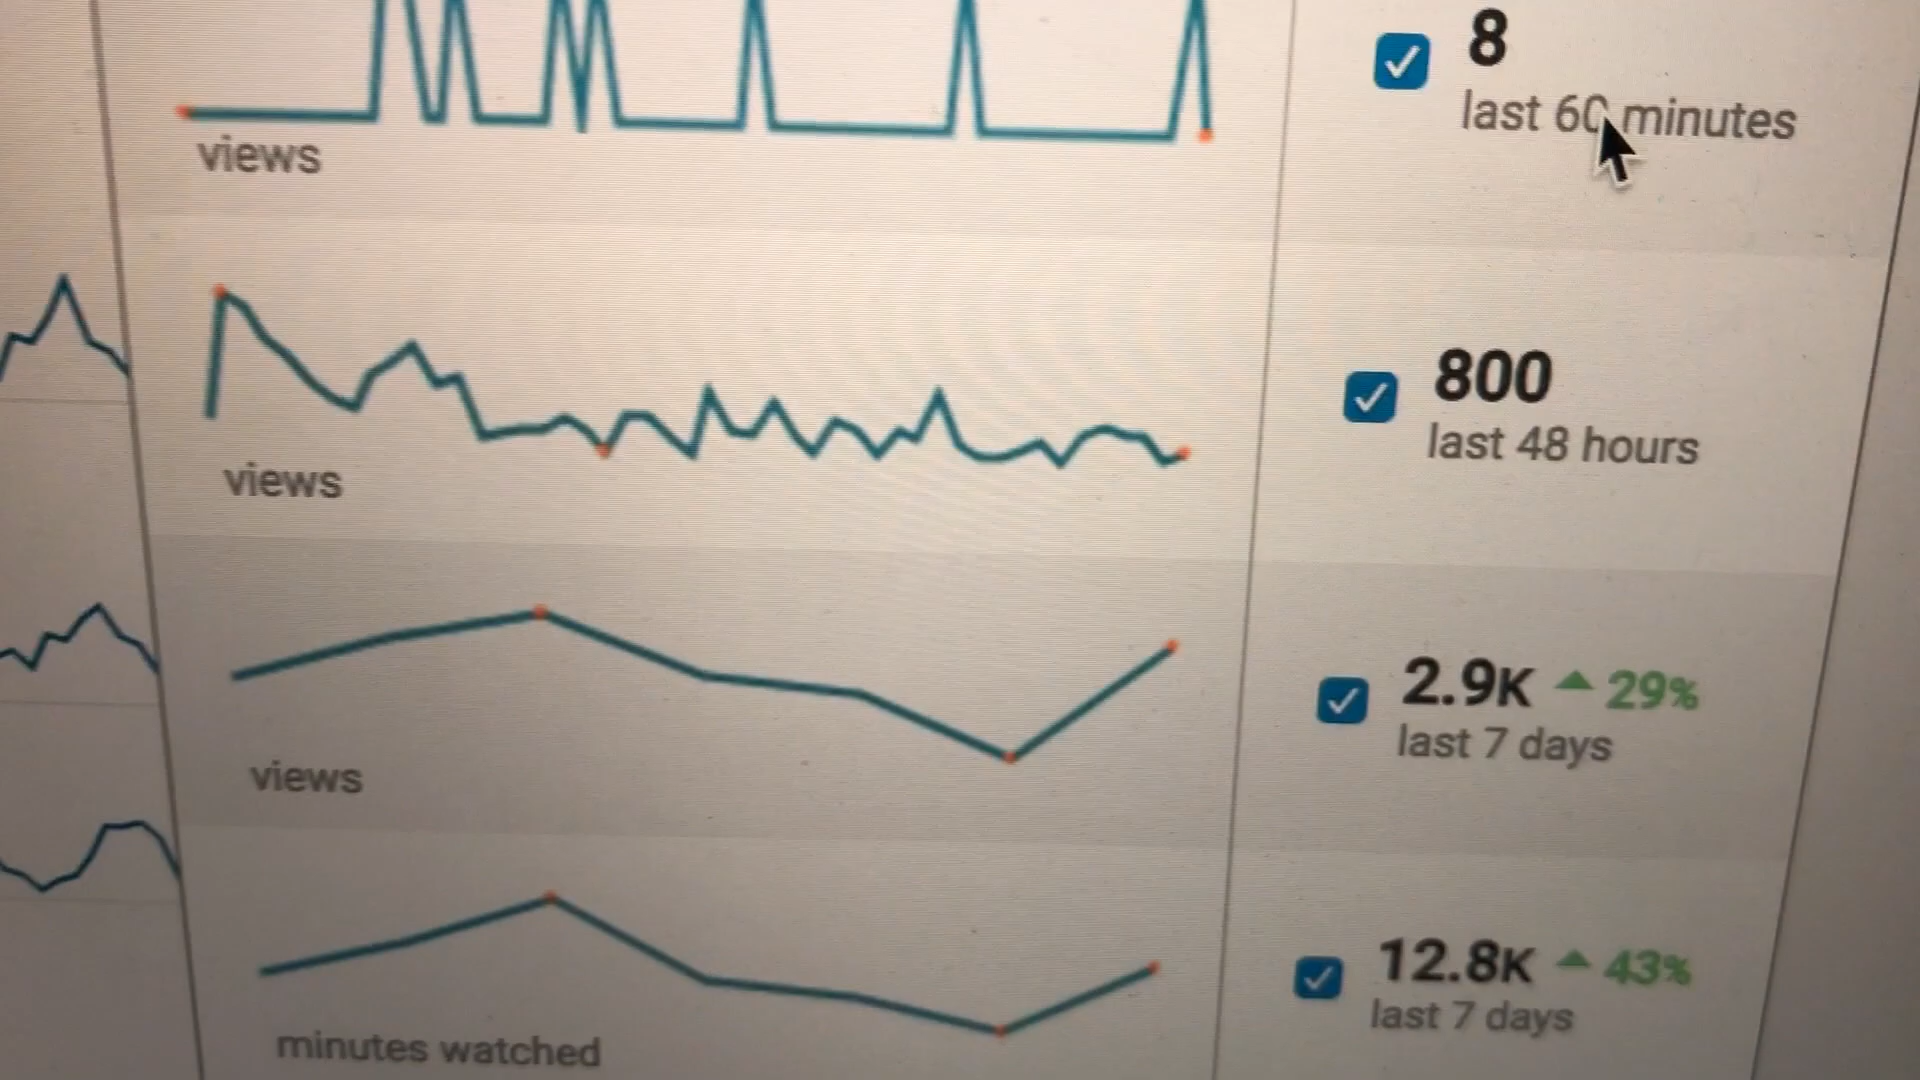 8
last 60 minutes
views
800
last 48 hours
views
2.9K ▲ 29%
last 7 days
views
12.8K ▲ 43%
last 7 days
minutes watched